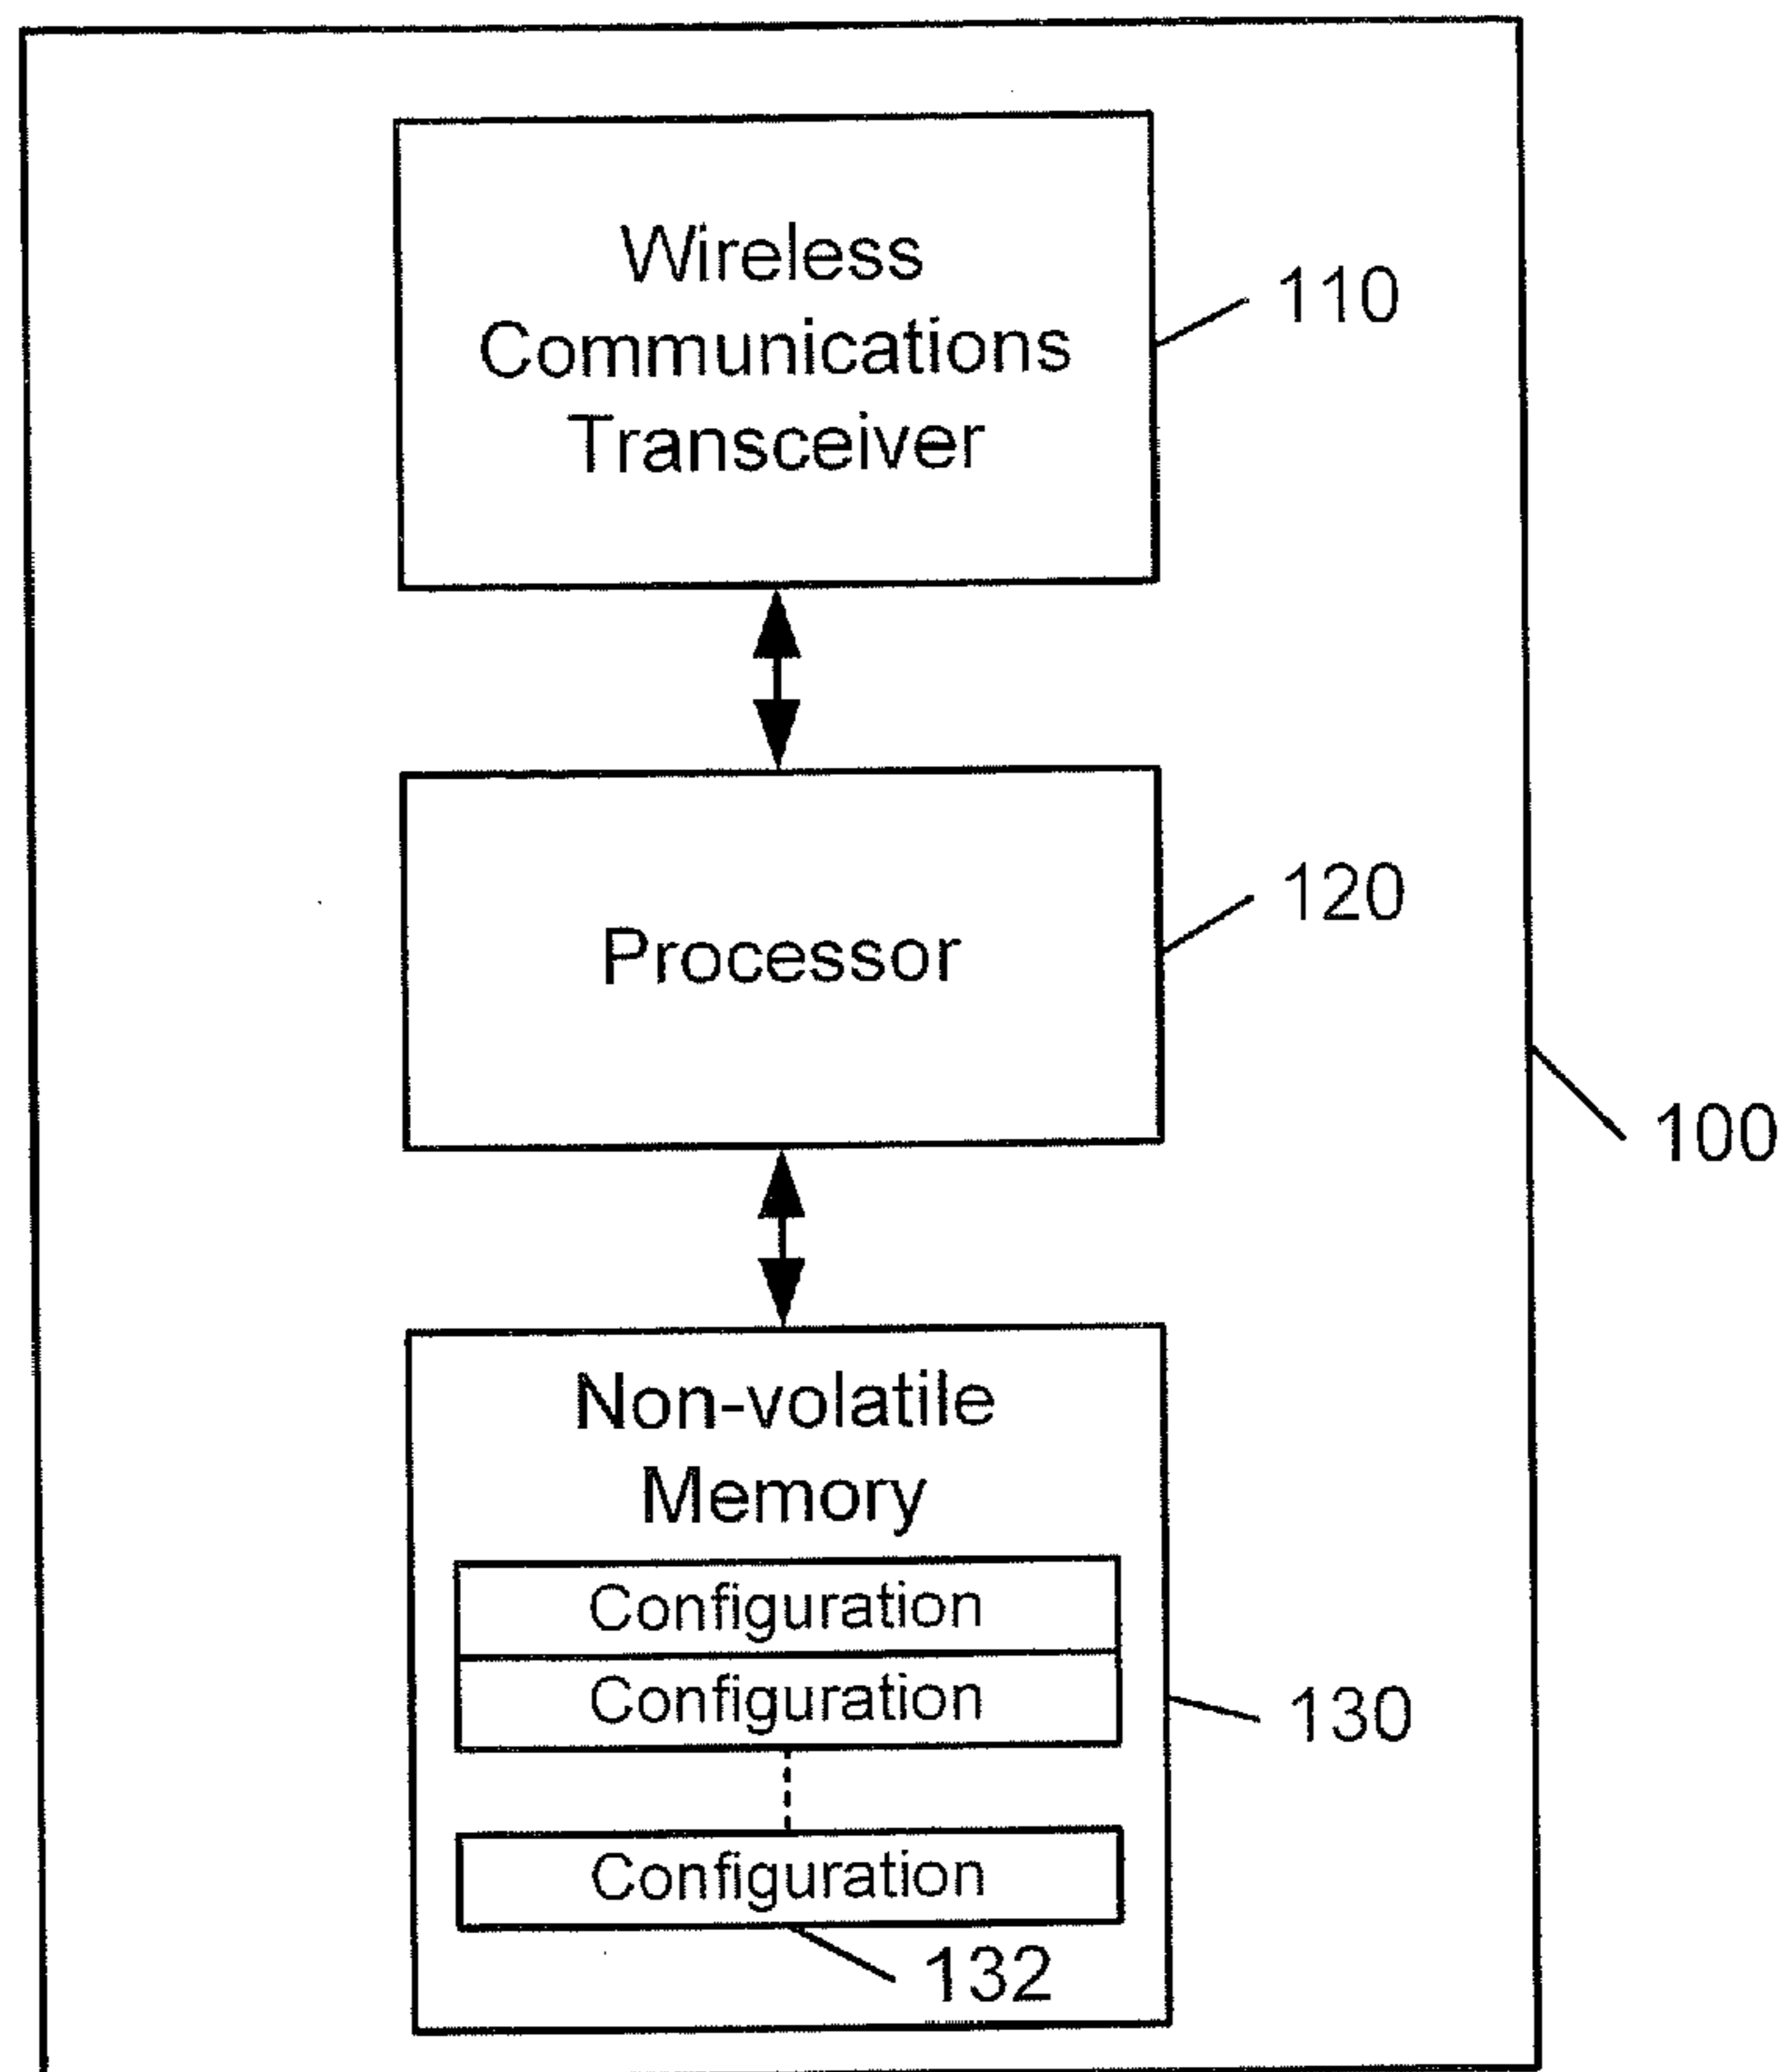 Wireless
Communications
Transceiver
110
Processor
120
100
Non-volatile
Memory
Configuration
Configuration
130
Configuration
132